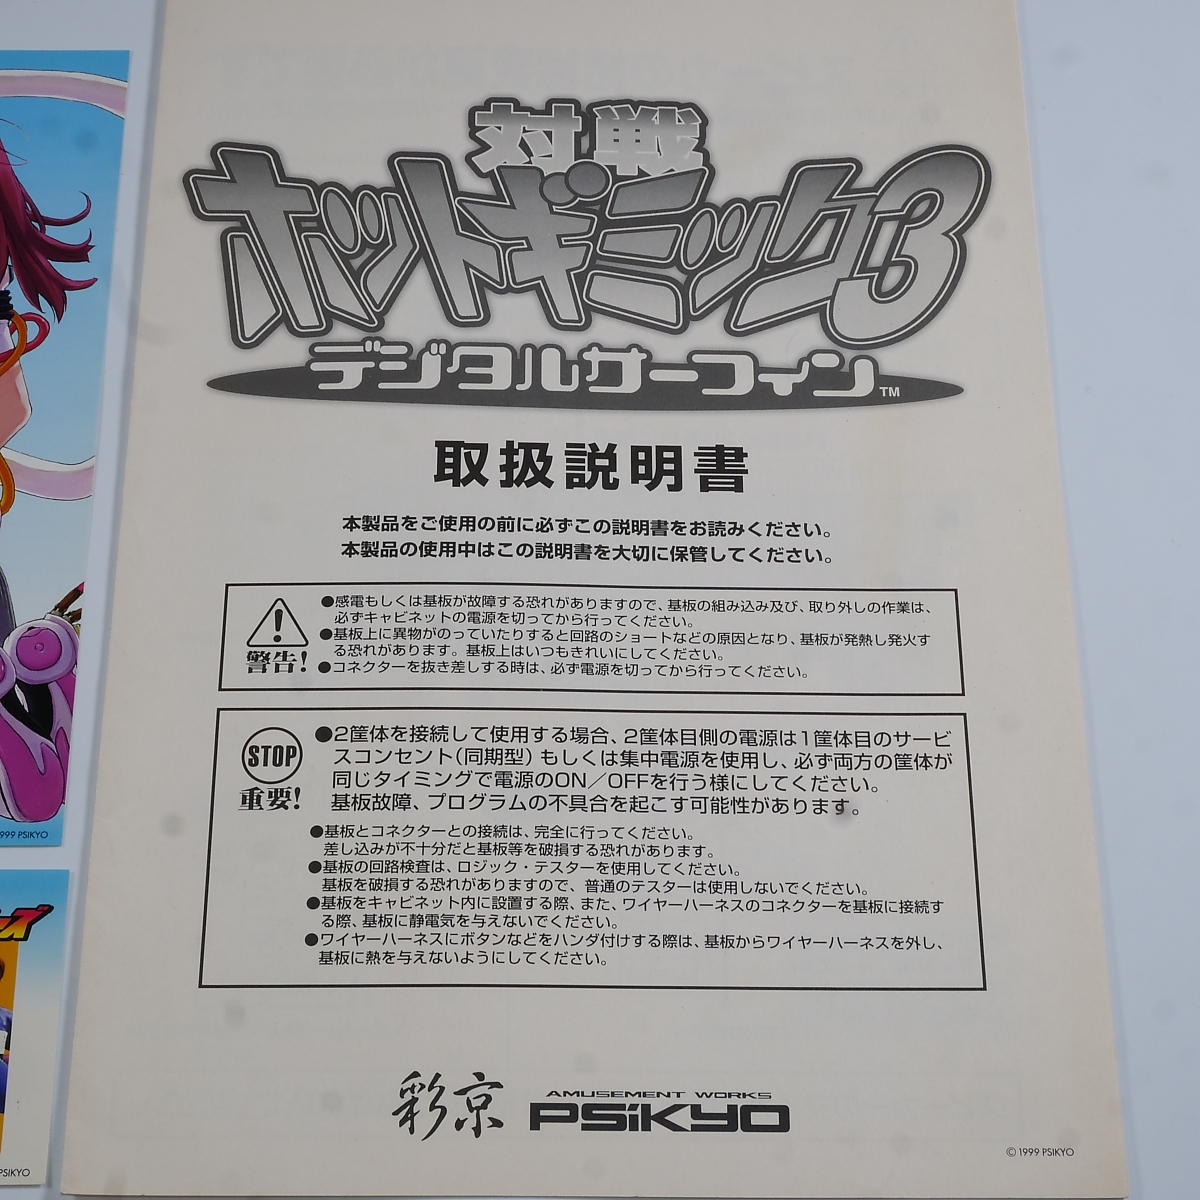 対戦
ホットギミック3
デジタルサーフィン™
取扱説明書
本製品をご使用の前に必ずこの説明書をお読みください。
本製品の使用中はこの説明書を大切に保管してください。
警告!
●感電もしくは基板が故障する恐れがありますので、基板の組み込み及び、取り外しの作業は、
必ずキャビネットの電源を切ってから行ってください。
●基板上に異物がのっていたりすると回路のショートなどの原因となり、基板が発熱し発火す
る恐れがあります。基板上はいつもきれいにしてください。
●コネクターを抜き差しする時は、必ず電源を切ってから行ってください。
STOP
重要!
●2筐体を接続して使用する場合、2筐体目側の電源は1筐体目のサービ
スコンセント(同期型)もしくは集中電源を使用し、必ず両方の筐体が
同じタイミングで電源のON/OFFを行う様にしてください。
基板故障、プログラムの不具合を起こす可能性があります。
●基板とコネクターとの接続は、完全に行ってください。
差し込みが不十分だと基板等を破損する恐れがあります。
●基板の回路検査は、ロジック・テスターを使用してください。
基板を破損する恐れがありますので、普通のテスターは使用しないでください。
●基板をキャビネット内に設置する際、また、ワイヤーハーネスのコネクターを基板に接続す
る際、基板に静電気を与えないでください。
●ワイヤーハーネスにボタンなどをハンダ付けする際は、基板からワイヤーハーネスを外し、
基板に熱を与えないようにしてください。
彩京
AMUSEMENT WORKS
PSiKYO
© 1999 PSIKYO
999 PSIKYO
ーズ
PSIKYO